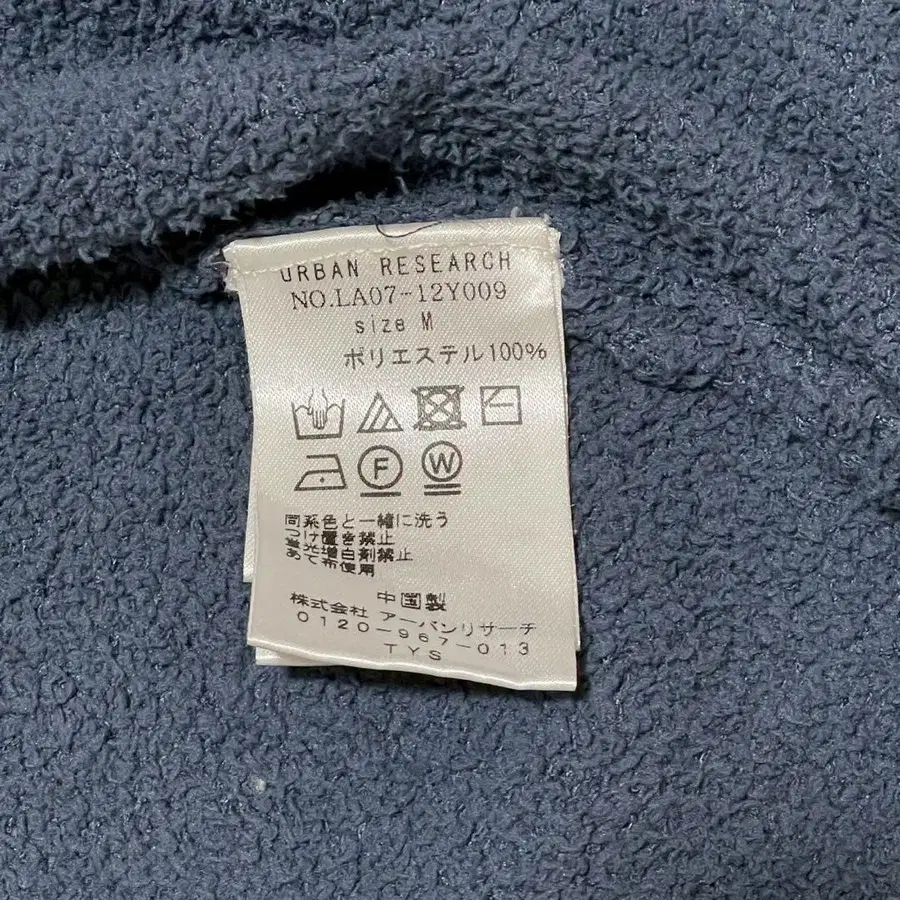 URBAN RESEARCH
NO.LA07-12Y009
size M
ポリエステル100%
F W
同系色と一緒に洗う
つけ置き禁止
蛍光増白剤禁止
あて布使用
中国製
株式会社 アーバンリサーチ
0120-967-013
TYS